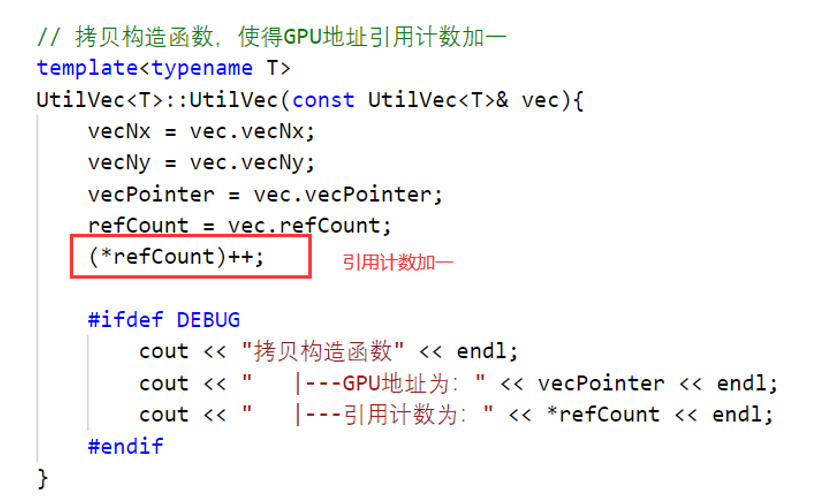 // 拷贝构造函数，使得GPU地址引用计数加一
template<typename T>
UtilVec<T>::UtilVec(const UtilVec<T>& vec){
    vecNx = vec.vecNx;
    vecNy = vec.vecNy;
    vecPointer = vec.vecPointer;
    refCount = vec.refCount;
    (*refCount)++;
引用计数加一
    #ifdef DEBUG
        cout << "拷贝构造函数" << endl;
        cout << "   |---GPU地址为：" << vecPointer << endl;
        cout << "   |---引用计数为：" << *refCount << endl;
    #endif
}